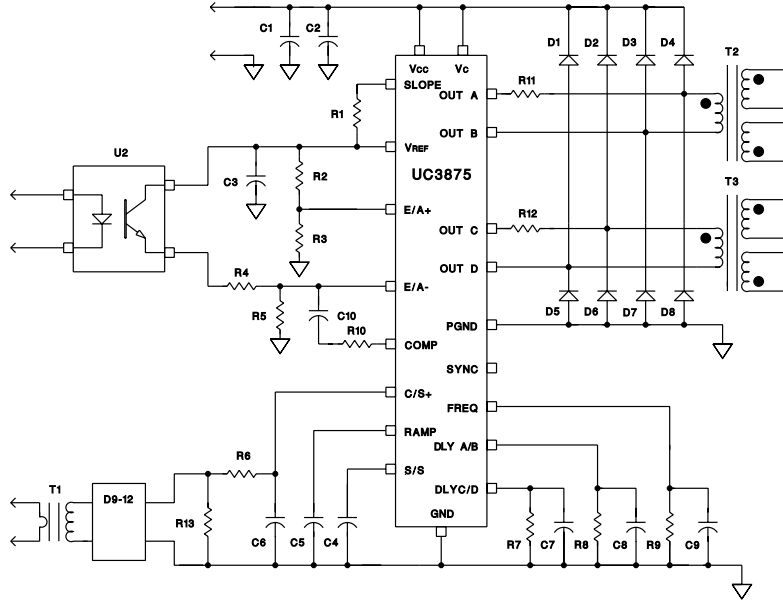 C1
C2
D1
D2
D3
D4
T2
VCC
VC
SLOPE
OUT A
R11
R1
OUT B
U2
VREF
UC3875
C3
R2
E/A+
R3
OUT C
R12
T3
OUT D
R4
E/A-
R5
C10
R10
COMP
D5
D6
D7
D8
PGND
SYNC
C/S+
FREQ
RAMP
DLY A/B
R6
S/S
DLYC/D
T1
D9-12
GND
R13
C6
C5
C4
R7
C7
R8
C8
R9
C9